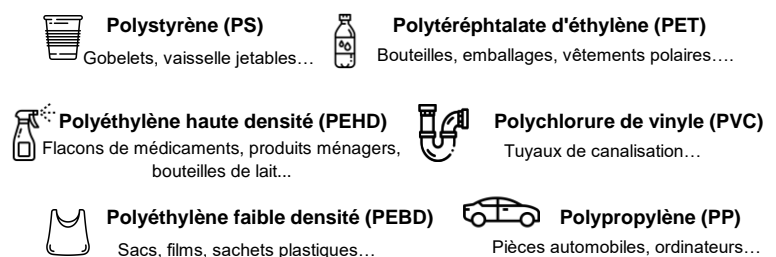 Polystyrène (PS)
Gobelets, vaisselle jetables…
Polytéréphtalate d'éthylène (PET)
Bouteilles, emballages, vêtements polaires….
Polyéthylène haute densité (PEHD)
Flacons de médicaments, produits ménagers,
bouteilles de lait...
Polychlorure de vinyle (PVC)
Tuyaux de canalisation…
Polyéthylène faible densité (PEBD)
Sacs, films, sachets plastiques…
Polypropylène (PP)
Pièces automobiles, ordinateurs…